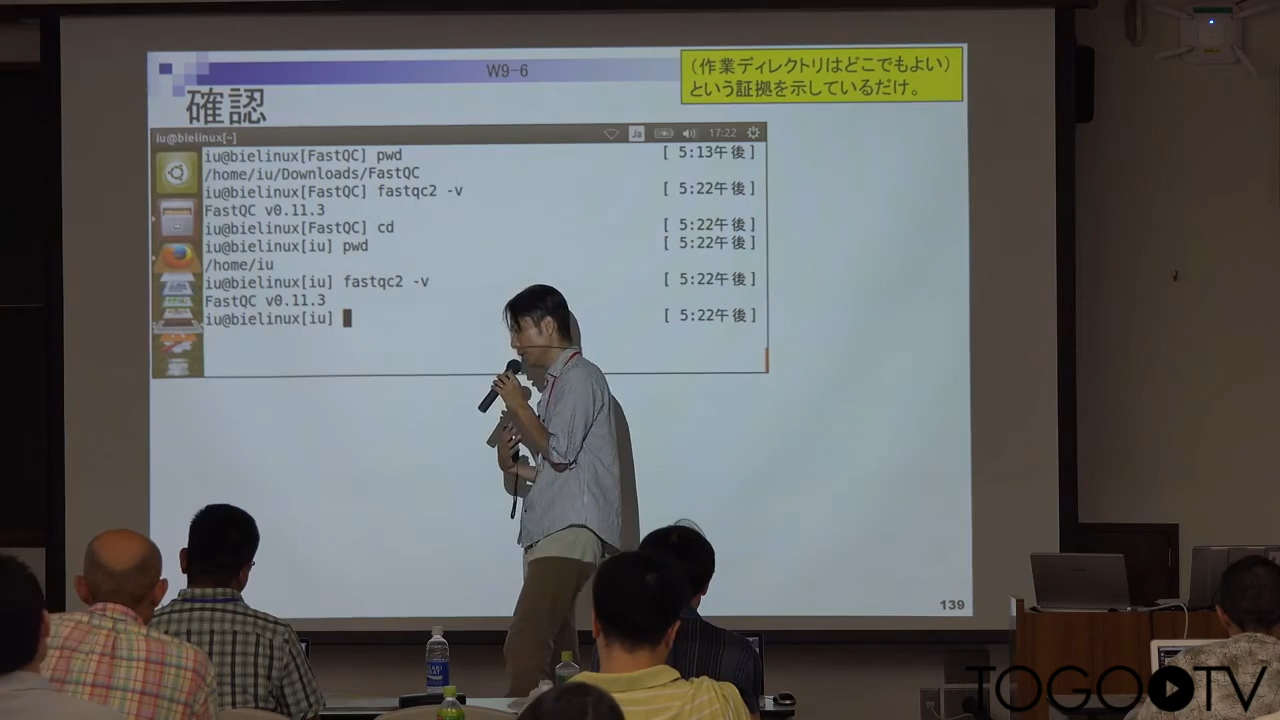 W9-6
(作業ディレクトリはどこでもよい)
という証拠を示しているだけ。
確認
iu@bielinux[~]
Ja
17:22
iu@bielinux[FastQC] pwd [ 5:13午後]
/home/iu/Downloads/FastQC
iu@bielinux[FastQC] fastqc2 -v [ 5:22午後]
FastQC v0.11.3
iu@bielinux[FastQC] cd [ 5:22午後]
iu@bielinux[iu] pwd [ 5:22午後]
/home/iu
iu@bielinux[iu] fastqc2 -v [ 5:22午後]
FastQC v0.11.3
iu@bielinux[iu] [ 5:22午後]
139
TOGOTV